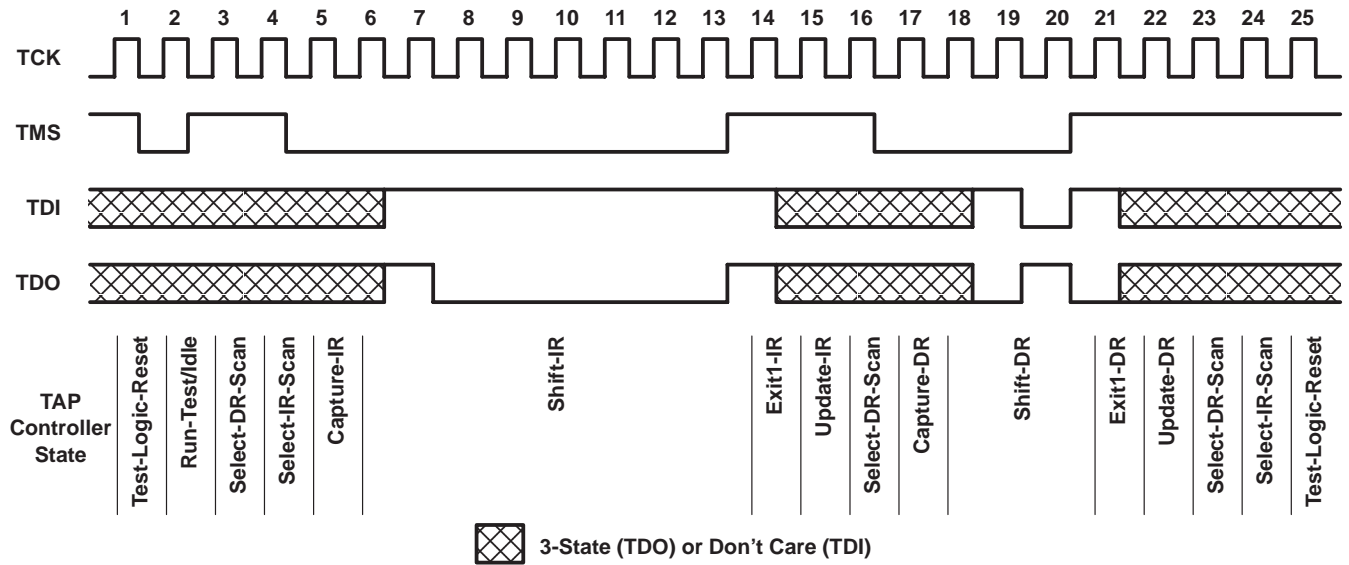 1 2 3 4 5 6 7 8 9 10 11 12 13 14 15 16 17 18 19 20 21 22 23 24 25
TCK
TMS
TDI
TDO
TAP
Controller
State
Test-Logic-Reset
Run-Test/Idle
Select-DR-Scan
Select-IR-Scan
Capture-IR
Shift-IR
Exit1-IR
Update-IR
Select-DR-Scan
Capture-DR
Shift-DR
Exit1-DR
Update-DR
Select-DR-Scan
Select-IR-Scan
Test-Logic-Reset
3-State (TDO) or Don't Care (TDI)